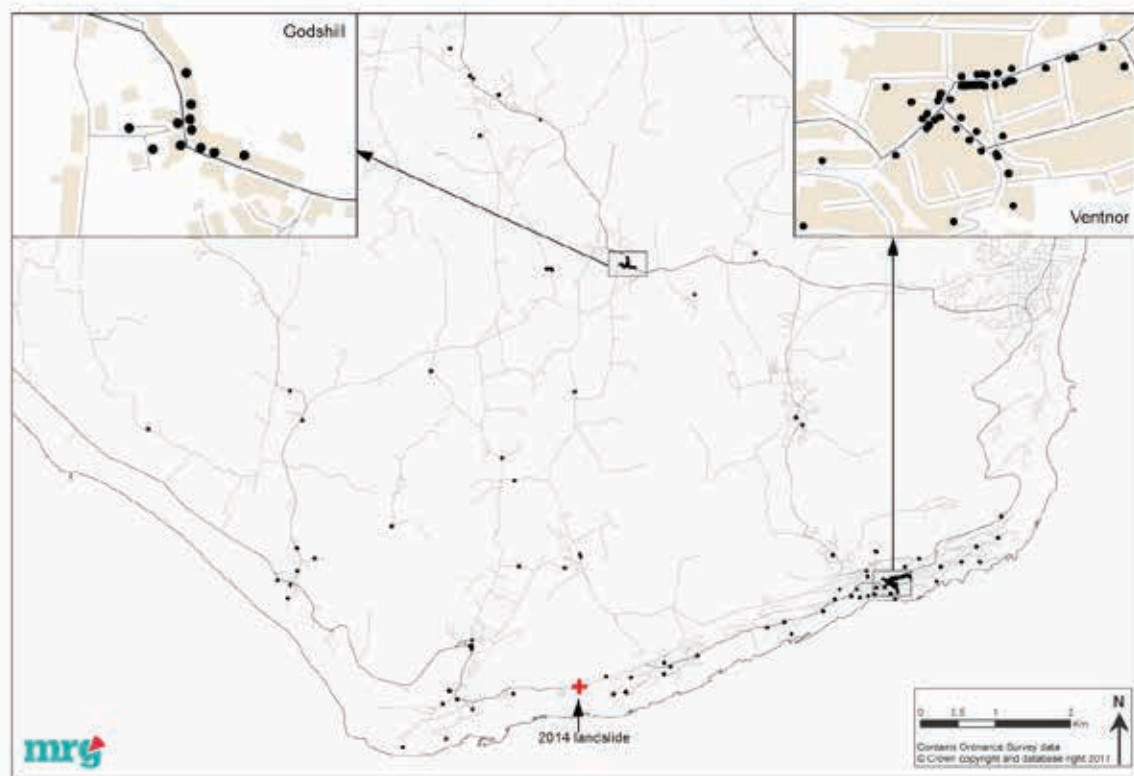 Godshill
Ventnor
2014 landslide
mrg
0 0.5 1 2
Km
N
Contains Ordnance Survey data
© Crown copyright and database right 2011